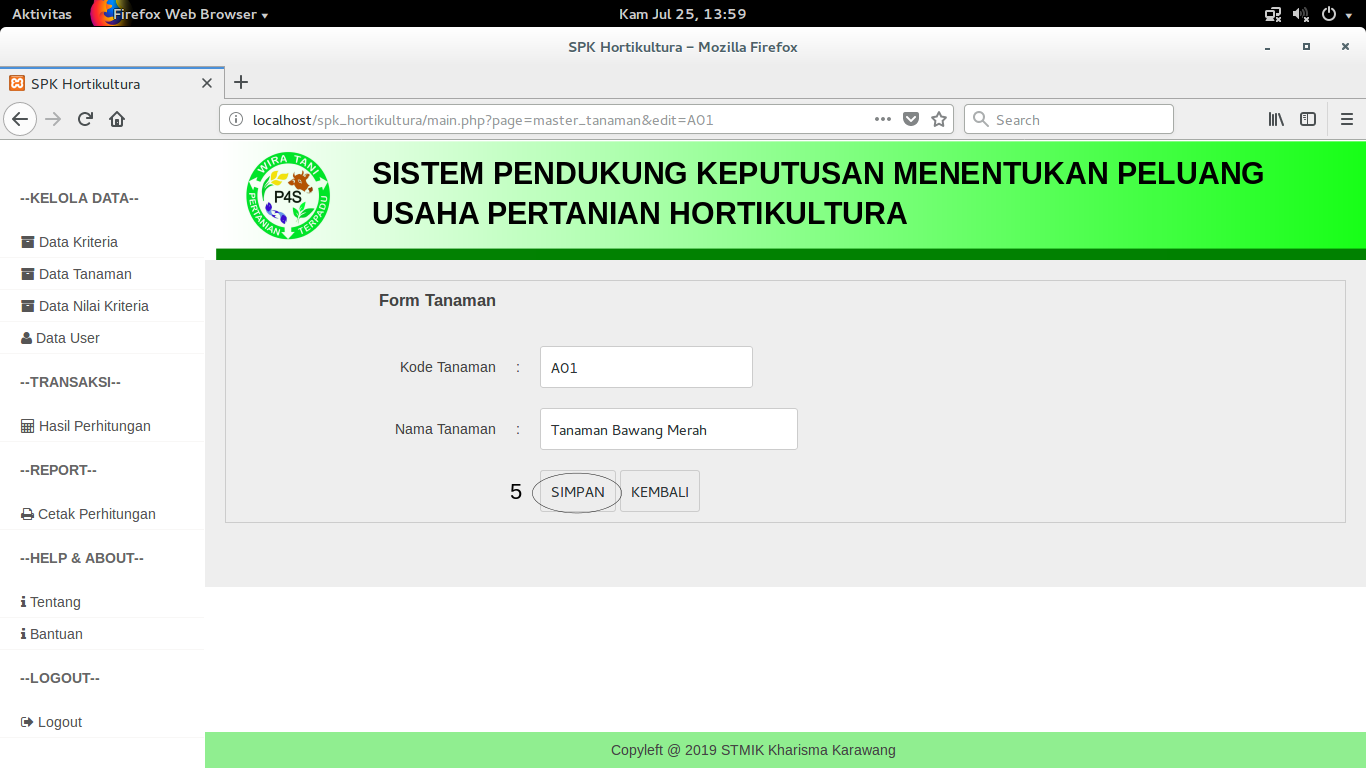 Aktivitas Firefox Web Browser Kam Jul 25, 13:59
SPK Hortikultura – Mozilla Firefox
SPK Hortikultura
localhost/spk_hortikultura/main.php?page=master_tanaman&edit=A01 Search
WIRA TANI
P4S
PERTANIAN TERPADU
SISTEM PENDUKUNG KEPUTUSAN MENENTUKAN PELUANG
USAHA PERTANIAN HORTIKULTURA
--KELOLA DATA--
Data Kriteria
Data Tanaman
Data Nilai Kriteria
Data User
--TRANSAKSI--
Hasil Perhitungan
--REPORT--
Cetak Perhitungan
--HELP & ABOUT--
Tentang
Bantuan
--LOGOUT--
Logout
Form Tanaman
Kode Tanaman : A01
Nama Tanaman : Tanaman Bawang Merah
5 SIMPAN KEMBALI
Copyleft @ 2019 STMIK Kharisma Karawang